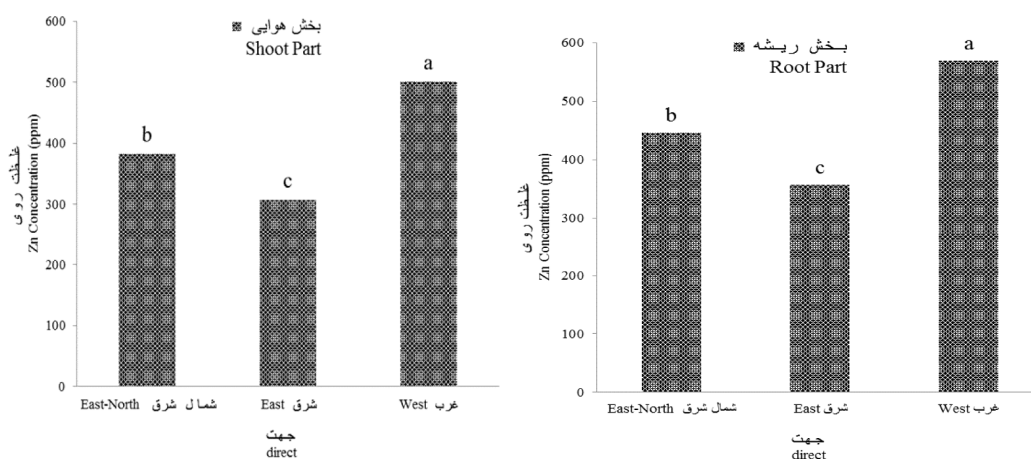 بخش هوایی
Shoot Part
600
500
400
300
200
100
0
b
c
a
غلظت روی
Zn Concentration (ppm)
East-North شمال شرق
East شرق
West غرب
جهت
direct
بخش ریشه
Root Part
600
500
400
300
200
100
0
b
c
a
غلظت روی
Zn Concentration (ppm)
East-North شمال شرق
East شرق
West غرب
جهت
direct